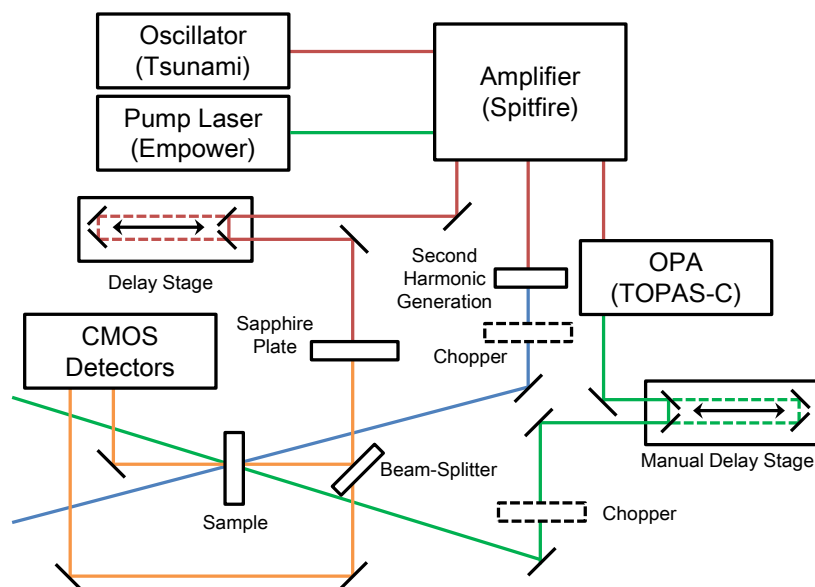 Oscillator
(Tsunami)
Pump Laser
(Empower)
Amplifier
(Spitfire)
Delay Stage
Second
Harmonic
Generation
OPA
(TOPAS-C)
CMOS
Detectors
Sapphire
Plate
Chopper
Manual Delay Stage
Beam-Splitter
Sample
Chopper